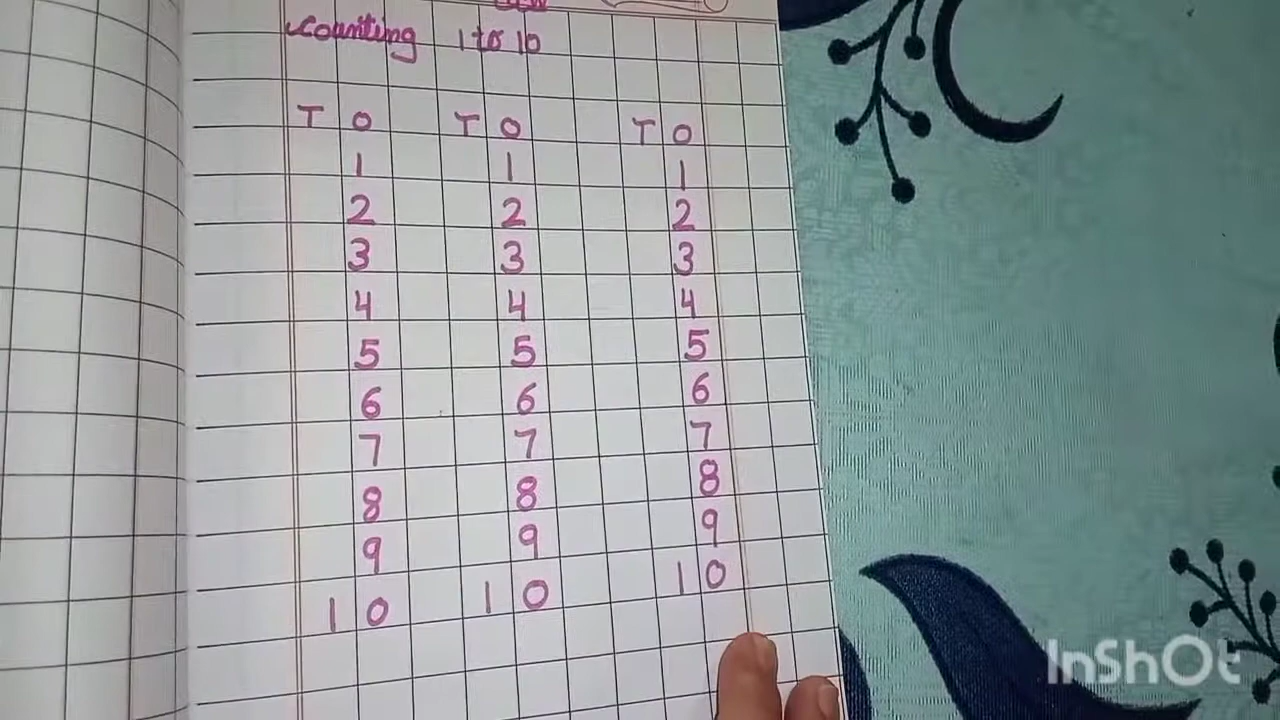 Counting 1 to 10
T O T O T O
1 1 1
2 2 2
3 3 3
4 4 4
5 5 5
6 6 6
7 7 7
8 8 8
9 9 9
10 10 10
InShOt